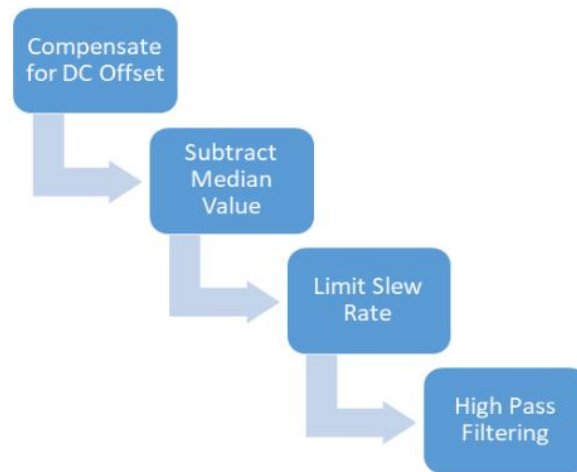 Compensate
for DC Offset
Subtract
Median
Value
Limit Slew
Rate
High Pass
Filtering